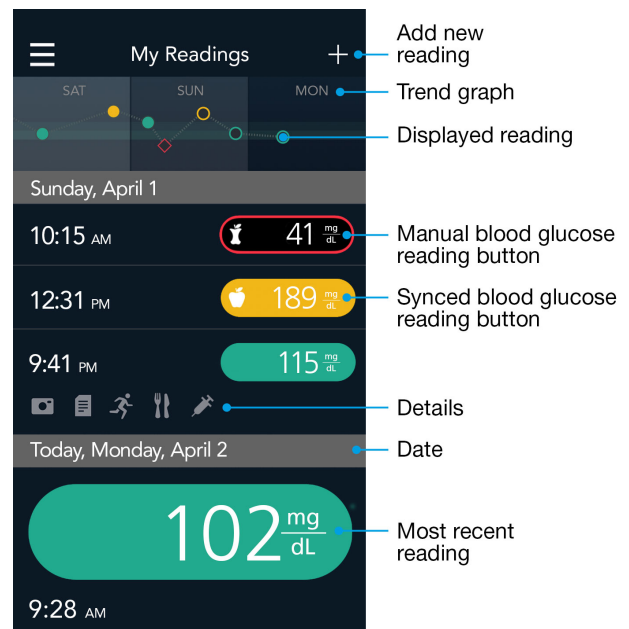 My Readings
Add new
reading
SAT SUN MON
Trend graph
Displayed reading
Sunday, April 1
10:15 AM 41 mg/dL
Manual blood glucose
reading button
12:31 PM 189 mg/dL
Synced blood glucose
reading button
9:41 PM 115 mg/dL
Details
Today, Monday, April 2
Date
102 mg/dL
Most recent
reading
9:28 AM